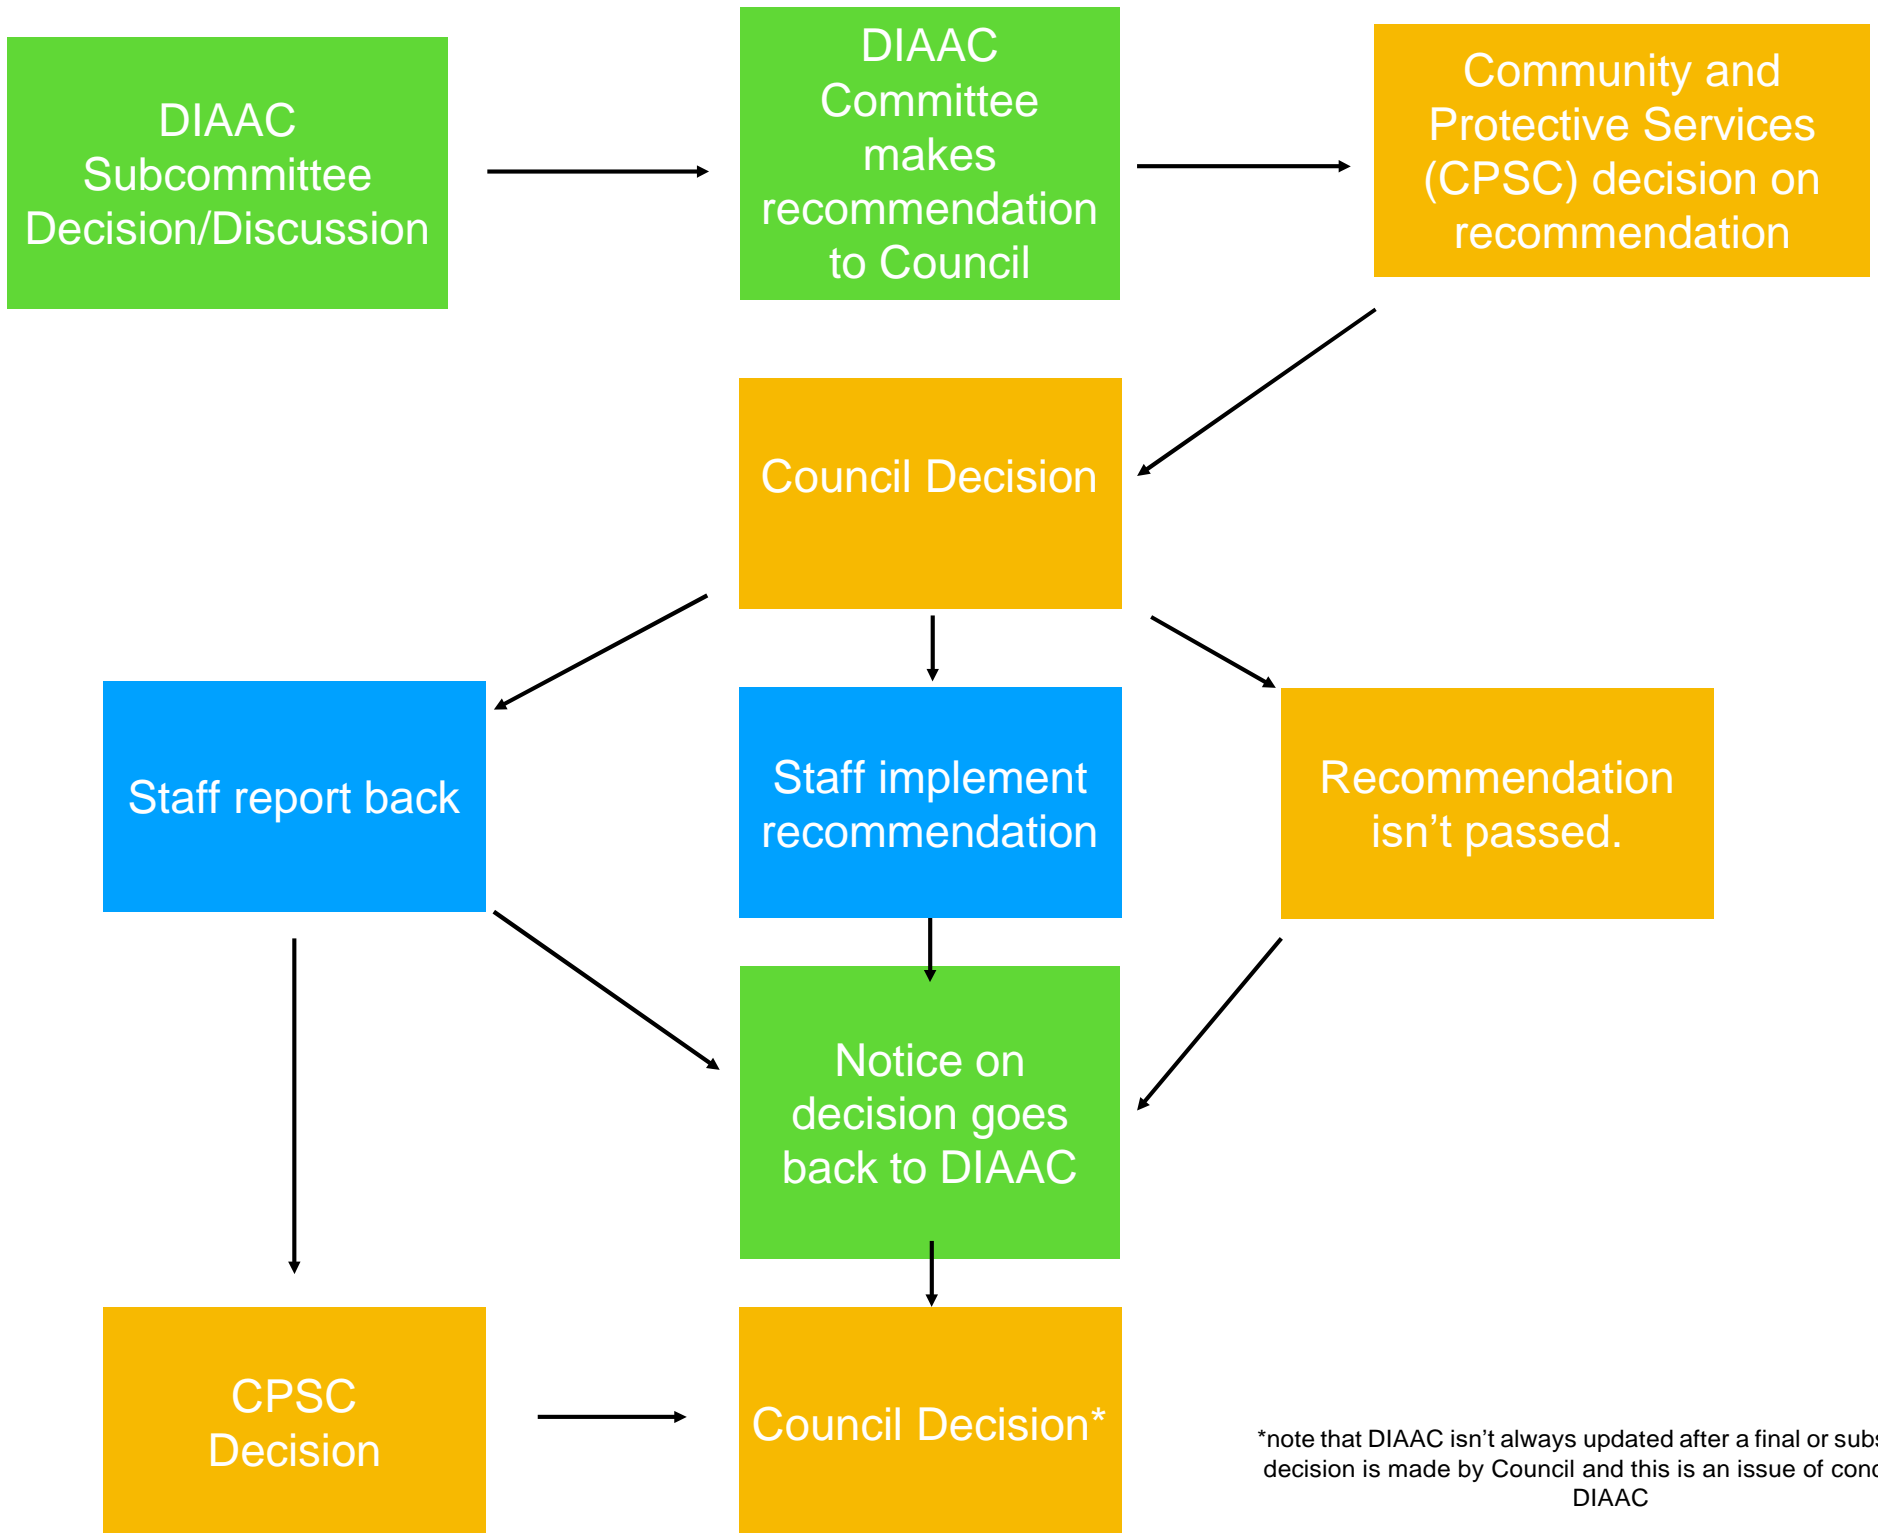 DIAAC
Subcommittee
Decision/Discussion
DIAAC
Committee
makes
recommendation
to Council
Community and
Protective Services
(CPSC) decision on
recommendation
Council Decision
Staff report back
Staff implement
recommendation
Recommendation
isn’t passed.
Notice on
decision goes
back to DIAAC
CPSC
Decision
Council Decision*
*note that DIAAC isn’t always updated after a final or
decision is made by Council and this is an issue of
DIAAC